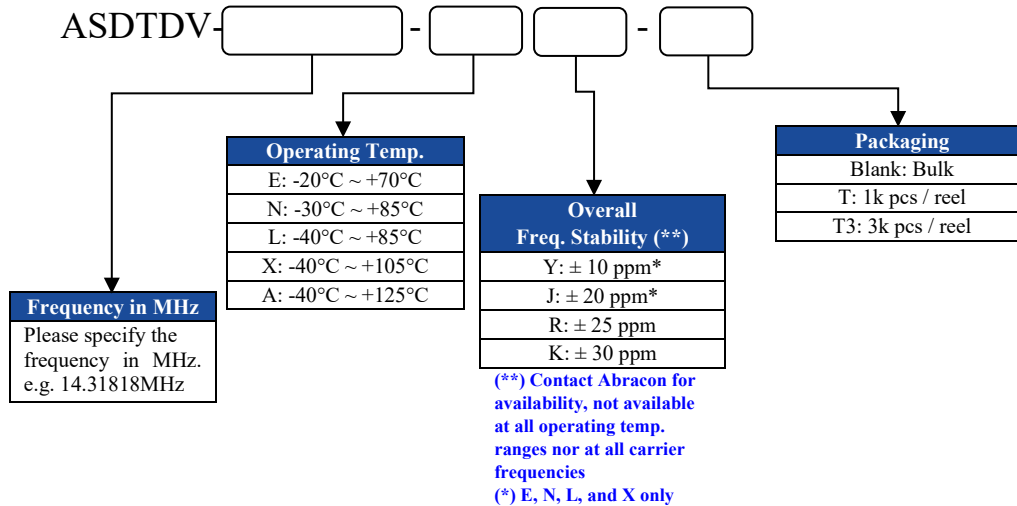 ASDTDV- - -
Operating Temp.
E: -20°C ~ +70°C
N: -30°C ~ +85°C
L: -40°C ~ +85°C
X: -40°C ~ +105°C
A: -40°C ~ +125°C
Packaging
Blank: Bulk
T: 1k pcs / reel
T3: 3k pcs / reel
Overall
Freq. Stability (**)
Y: ± 10 ppm*
J: ± 20 ppm*
R: ± 25 ppm
K: ± 30 ppm
Frequency in MHz
Please specify the
frequency in MHz.
e.g. 14.31818MHz
(**) Contact Abracon for
availability, not available
at all operating temp.
ranges nor at all carrier
frequencies
(*) E, N, L, and X only